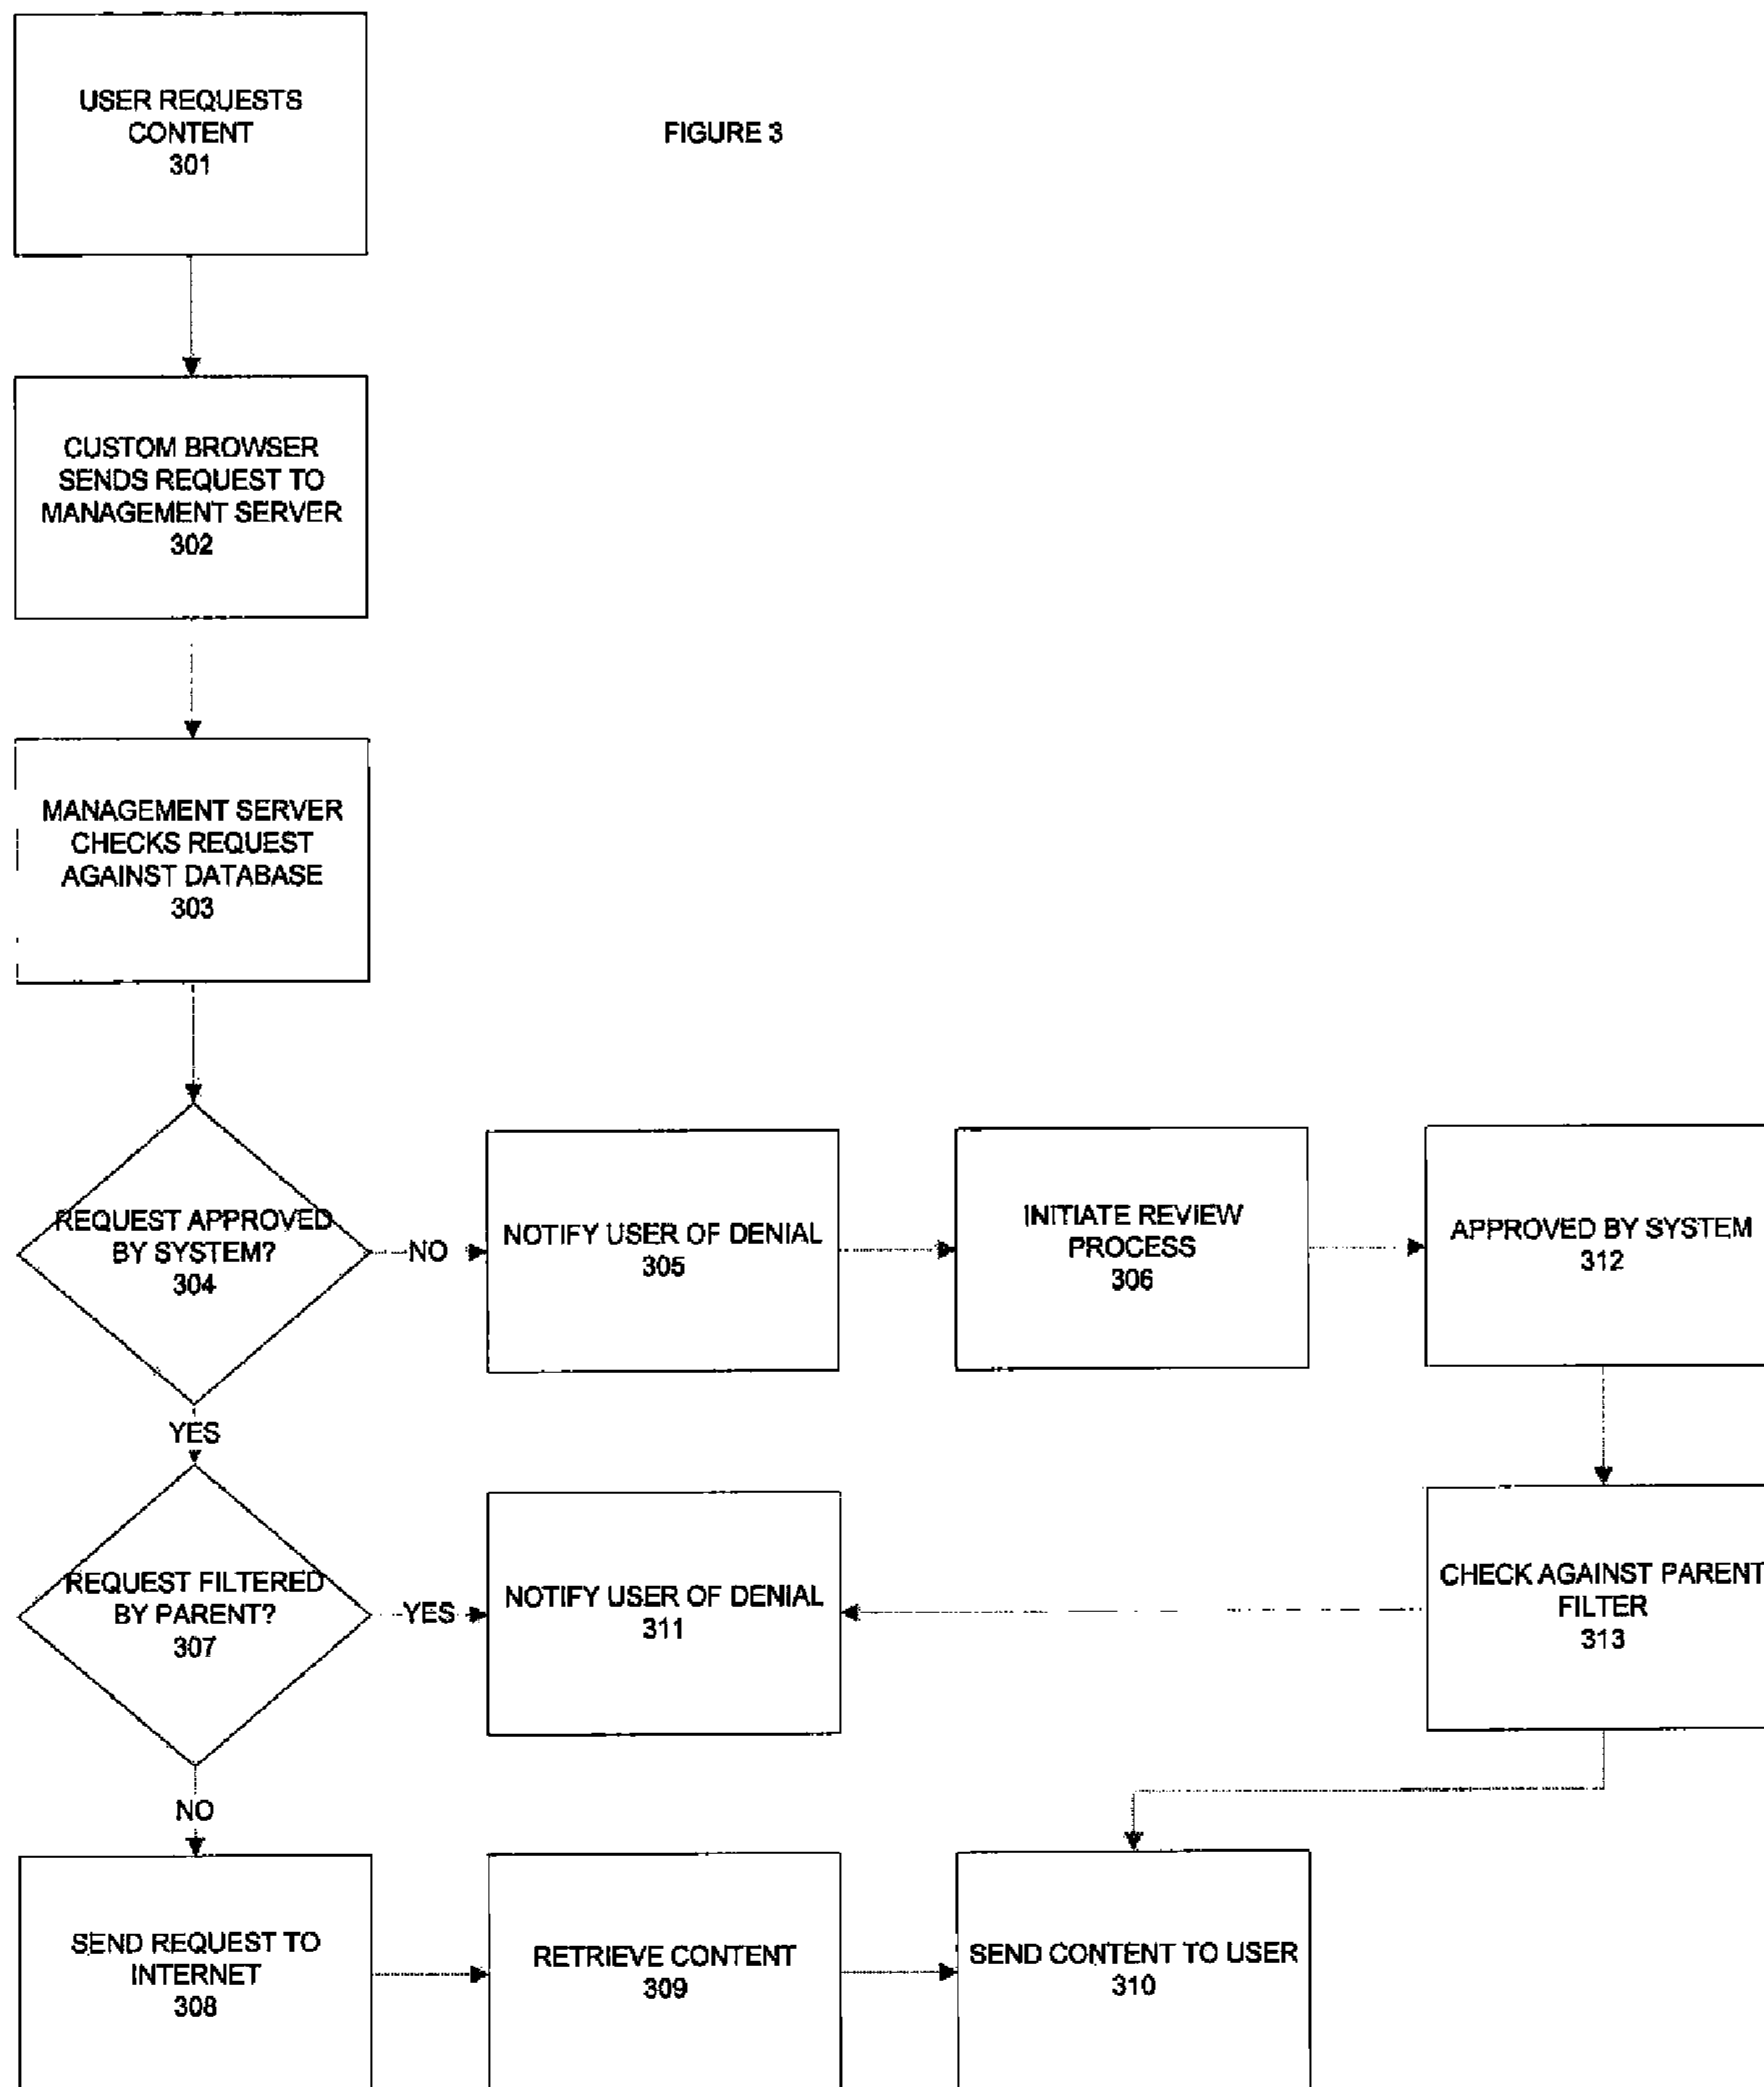 USER REQUESTS
CONTENT
301
FIGURE 3
CUSTOM BROWSER
SENDS REQUEST TO
MANAGEMENT SERVER
302
MANAGEMENT SERVER
CHECKS REQUEST
AGAINST DATABASE
303
REQUEST APPROVED
BY SYSTEM?
304
NO
NOTIFY USER OF DENIAL
305
INITIATE REVIEW
PROCESS
306
APPROVED BY SYSTEM
312
YES
REQUEST FILTERED
BY PARENT?
307
YES
NOTIFY USER OF DENIAL
311
CHECK AGAINST PARENT
FILTER
313
NO
SEND REQUEST TO
INTERNET
308
RETRIEVE CONTENT
309
SEND CONTENT TO USER
310